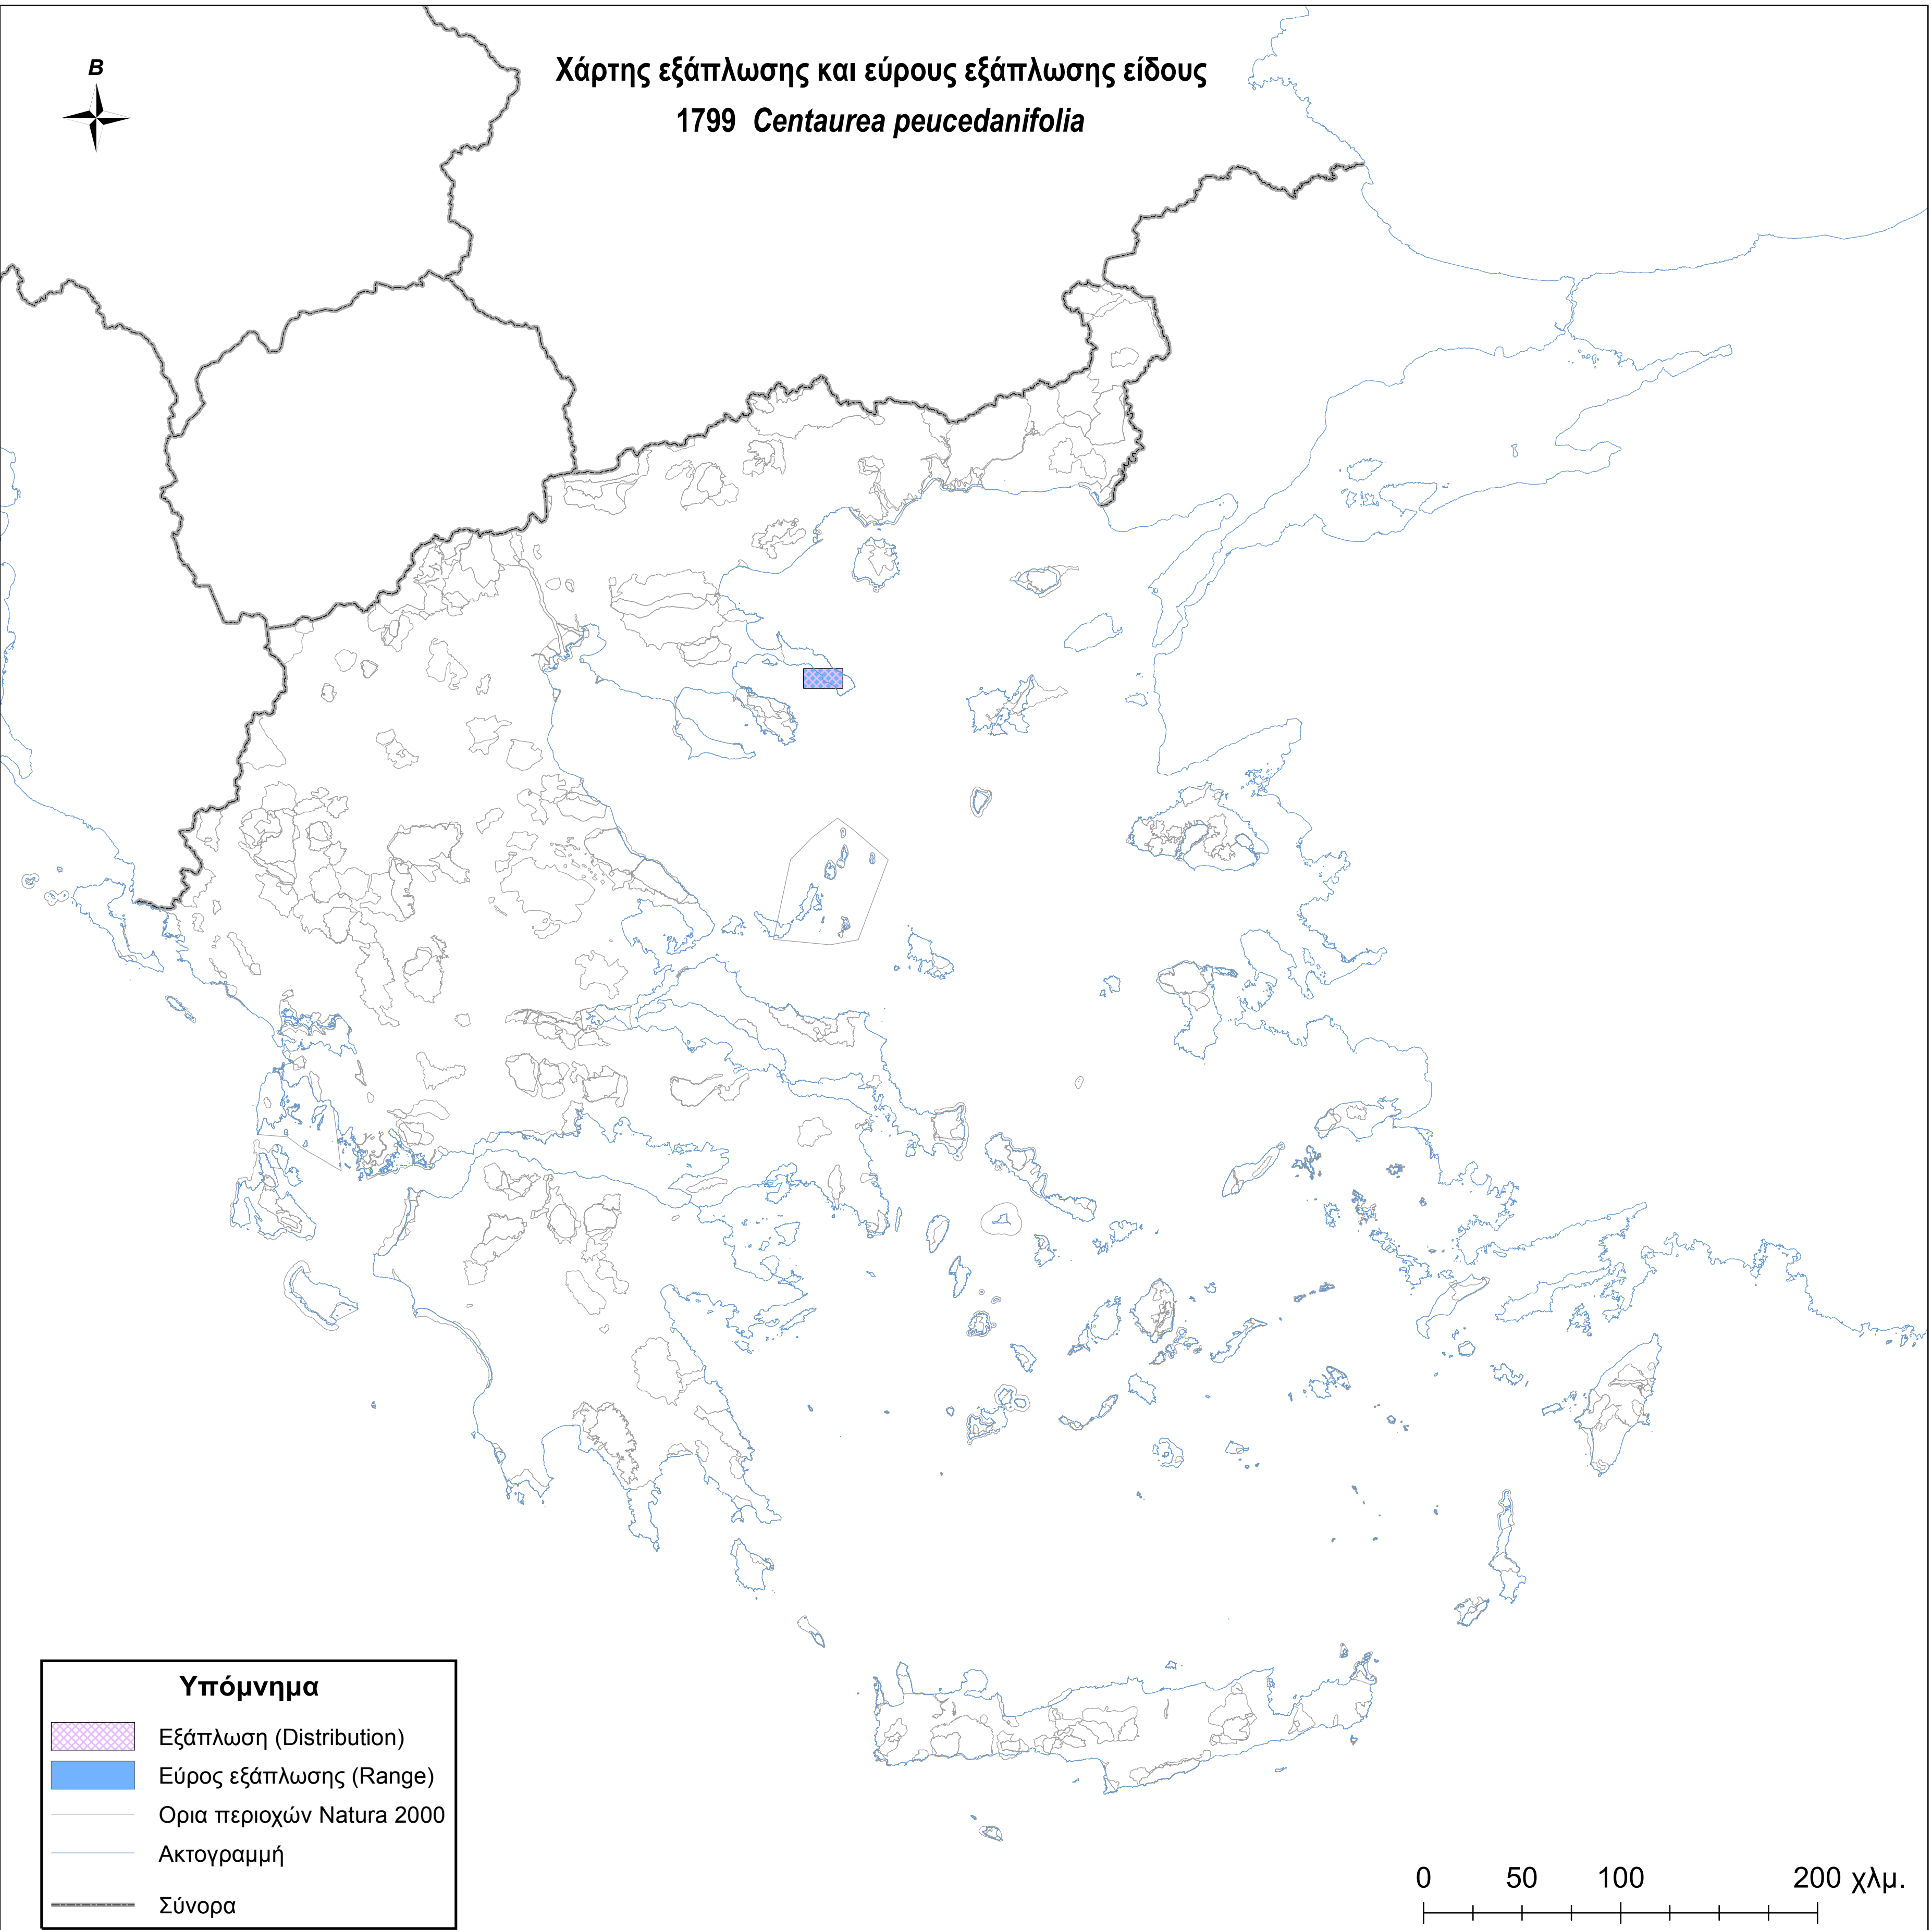 Β
Χάρτης εξάπλωσης και εύρους εξάπλωσης είδους
1799 Centaurea peucedanifolia
Υπόμνημα
Εξάπλωση (Distribution)
Εύρος εξάπλωσης (Range)
Ορια περιοχών Natura 2000
Ακτογραμμή
Σύνορα
0 50 100 200 χλμ.